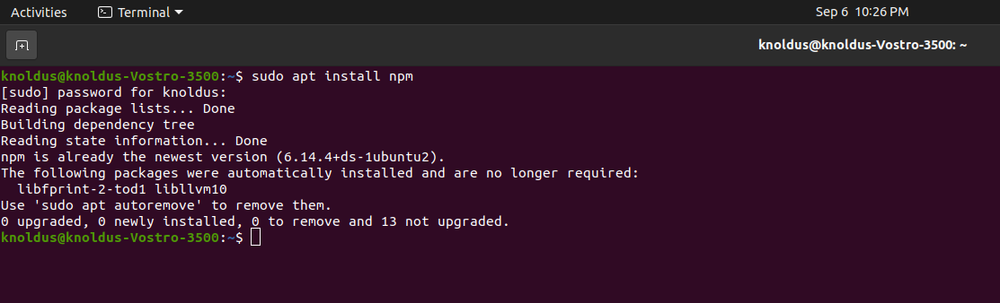 Activities
Terminal
Sep 6 10:26 PM
knoldus@knoldus-Vostro-3500: ~
knoldus@knoldus-Vostro-3500:~$ sudo apt install npm
[sudo] password for knoldus:
Reading package lists... Done
Building dependency tree
Reading state information... Done
npm is already the newest version (6.14.4+ds-1ubuntu2).
The following packages were automatically installed and are no longer required:
  libfprint-2-tod1 libllvm10
Use 'sudo apt autoremove' to remove them.
0 upgraded, 0 newly installed, 0 to remove and 13 not upgraded.
knoldus@knoldus-Vostro-3500:~$